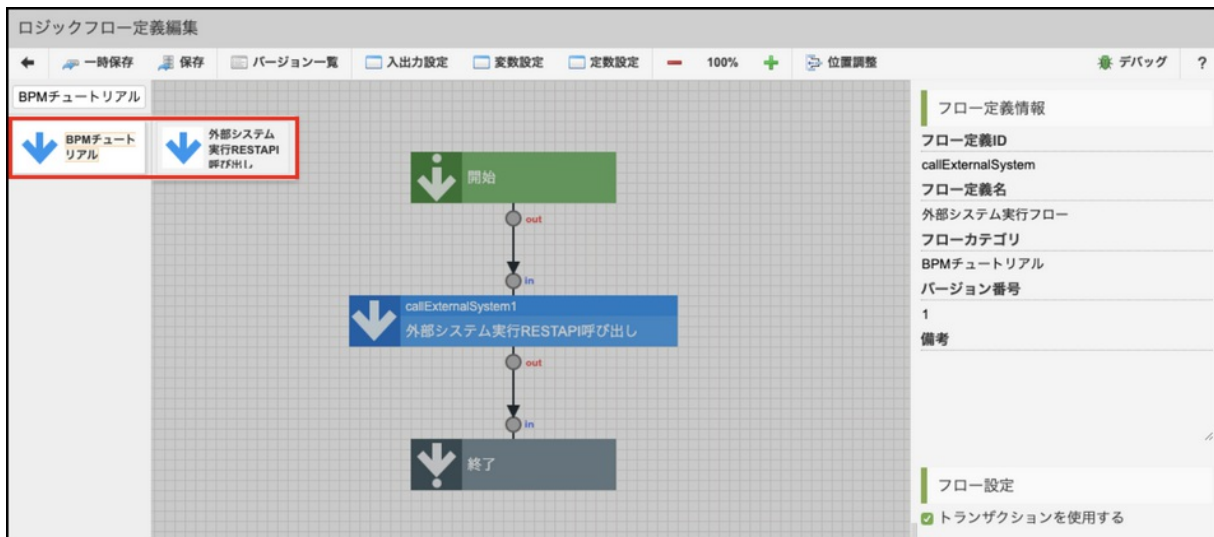 ロジックフロー定義編集
一時保存 保存 バージョン一覧 入出力設定 変数設定 定数設定 100% 位置調整 デバッグ ?
BPMチュートリアル
BPMチュート
リアル
外部システム
実行RESTAPI
呼び出し
開始
out
in
callExternalSystem1
外部システム実行RESTAPI呼び出し
out
in
終了
フロー定義情報
フロー定義ID
callExternalSystem
フロー定義名
外部システム実行フロー
フローカテゴリ
BPMチュートリアル
バージョン番号
1
備考
フロー設定
トランザクションを使用する